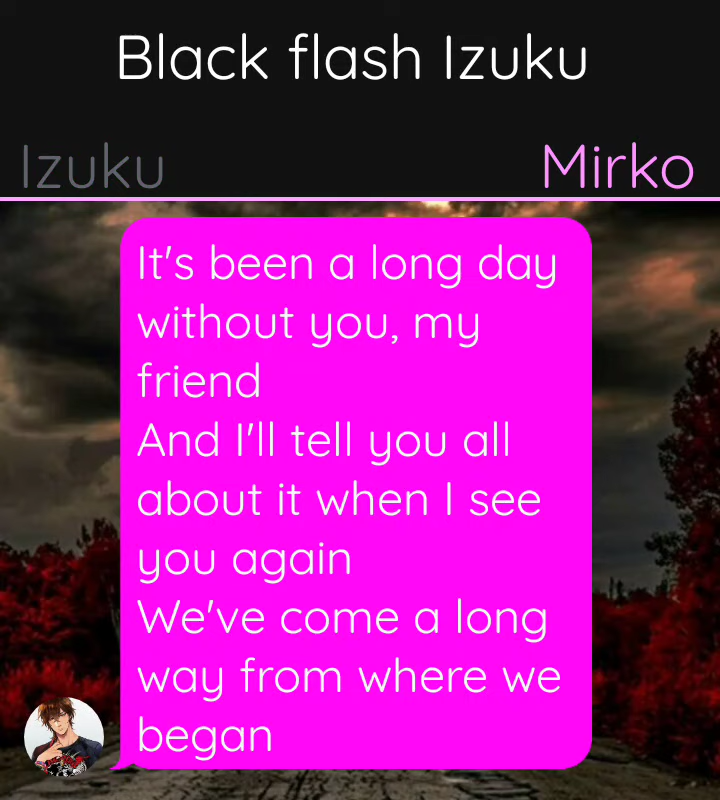 Black flash Izuku
Izuku
Mirko
It's been a long day
without you, my
friend
And I'll tell you all
about it when I see
you again
We've come a long
way from where we
began